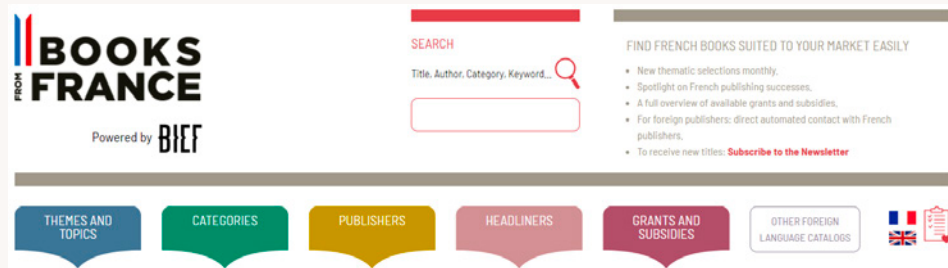 BOOKS
FROM
FRANCE
Powered by BIEF
SEARCH
Title. Author. Category. Keyword...
FIND FRENCH BOOKS SUITED TO YOUR MARKET EASILY
New thematic selections monthly.
Spotlight on French publishing successes.
A full overview of available grants and subsidies.
For foreign publishers: direct automated contact with French
publishers.
To receive new titles: Subscribe to the Newsletter
THEMES AND
TOPICS
CATEGORIES
PUBLISHERS
HEADLINERS
GRANTS AND
SUBSIDIES
OTHER FOREIGN
LANGUAGE CATALOGS